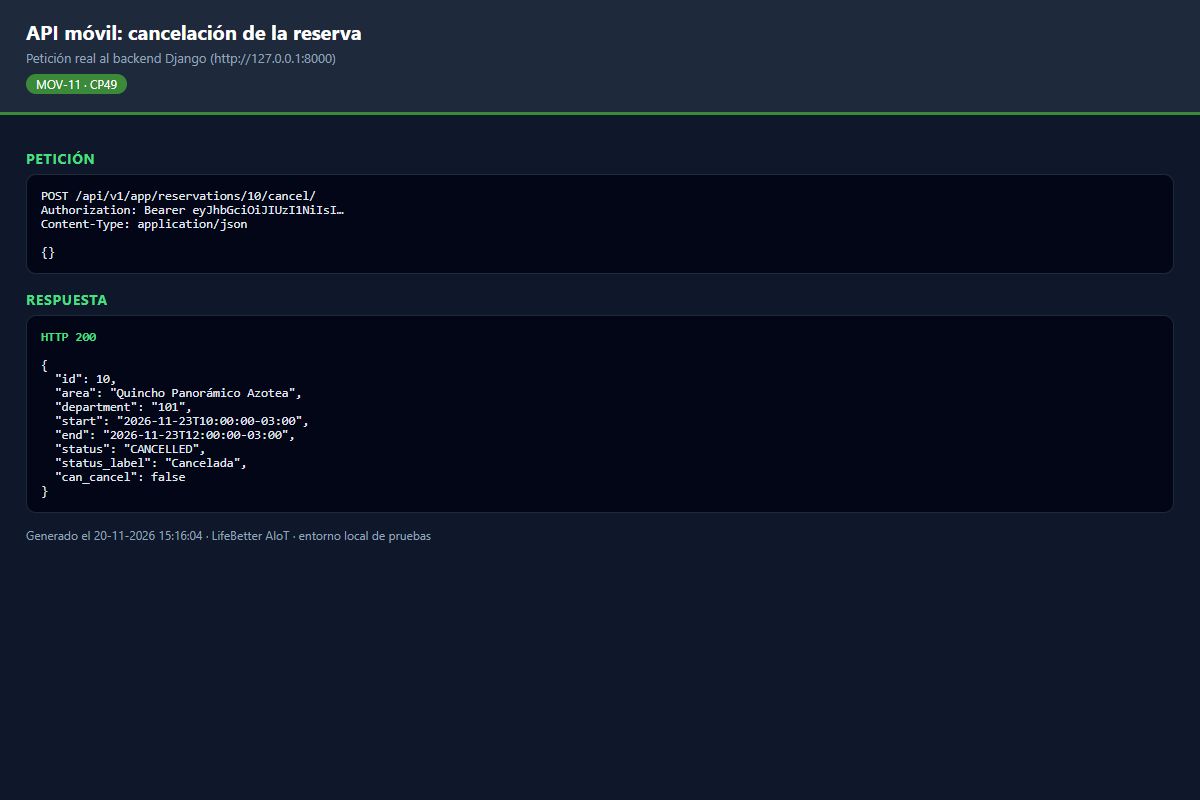 API móvil: cancelación de la reserva
Petición real al backend Django (http://127.0.0.1:8000)
MOV-11 · CP49
PETICIÓN
POST /api/v1/app/reservations/10/cancel/
Authorization: Bearer eyJhbGciOiJIUzI1NiIsI…
Content-Type: application/json
{}
RESPUESTA
HTTP 200
{
  "id": 10,
  "area": "Quincho Panorámico Azotea",
  "department": "101",
  "start": "2026-11-23T10:00:00-03:00",
  "end": "2026-11-23T12:00:00-03:00",
  "status": "CANCELLED",
  "status_label": "Cancelada",
  "can_cancel": false
}
Generado el 20-11-2026 15:16:04 · LifeBetter AIoT · entorno local de pruebas